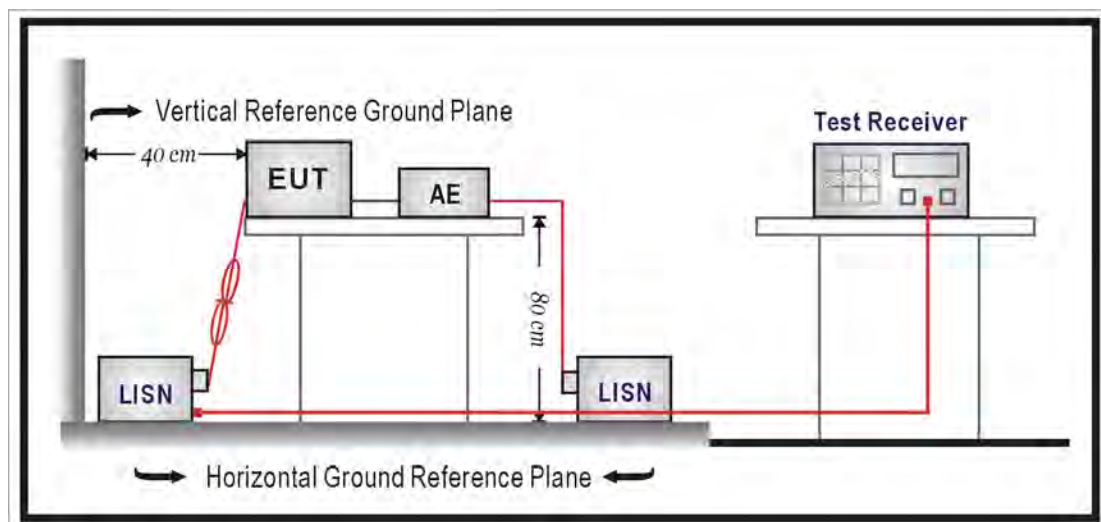 Vertical Reference Ground Plane
Test Receiver
40 cm
EUT
AE
80 cm
LISN
LISN
Horizontal Ground Reference Plane